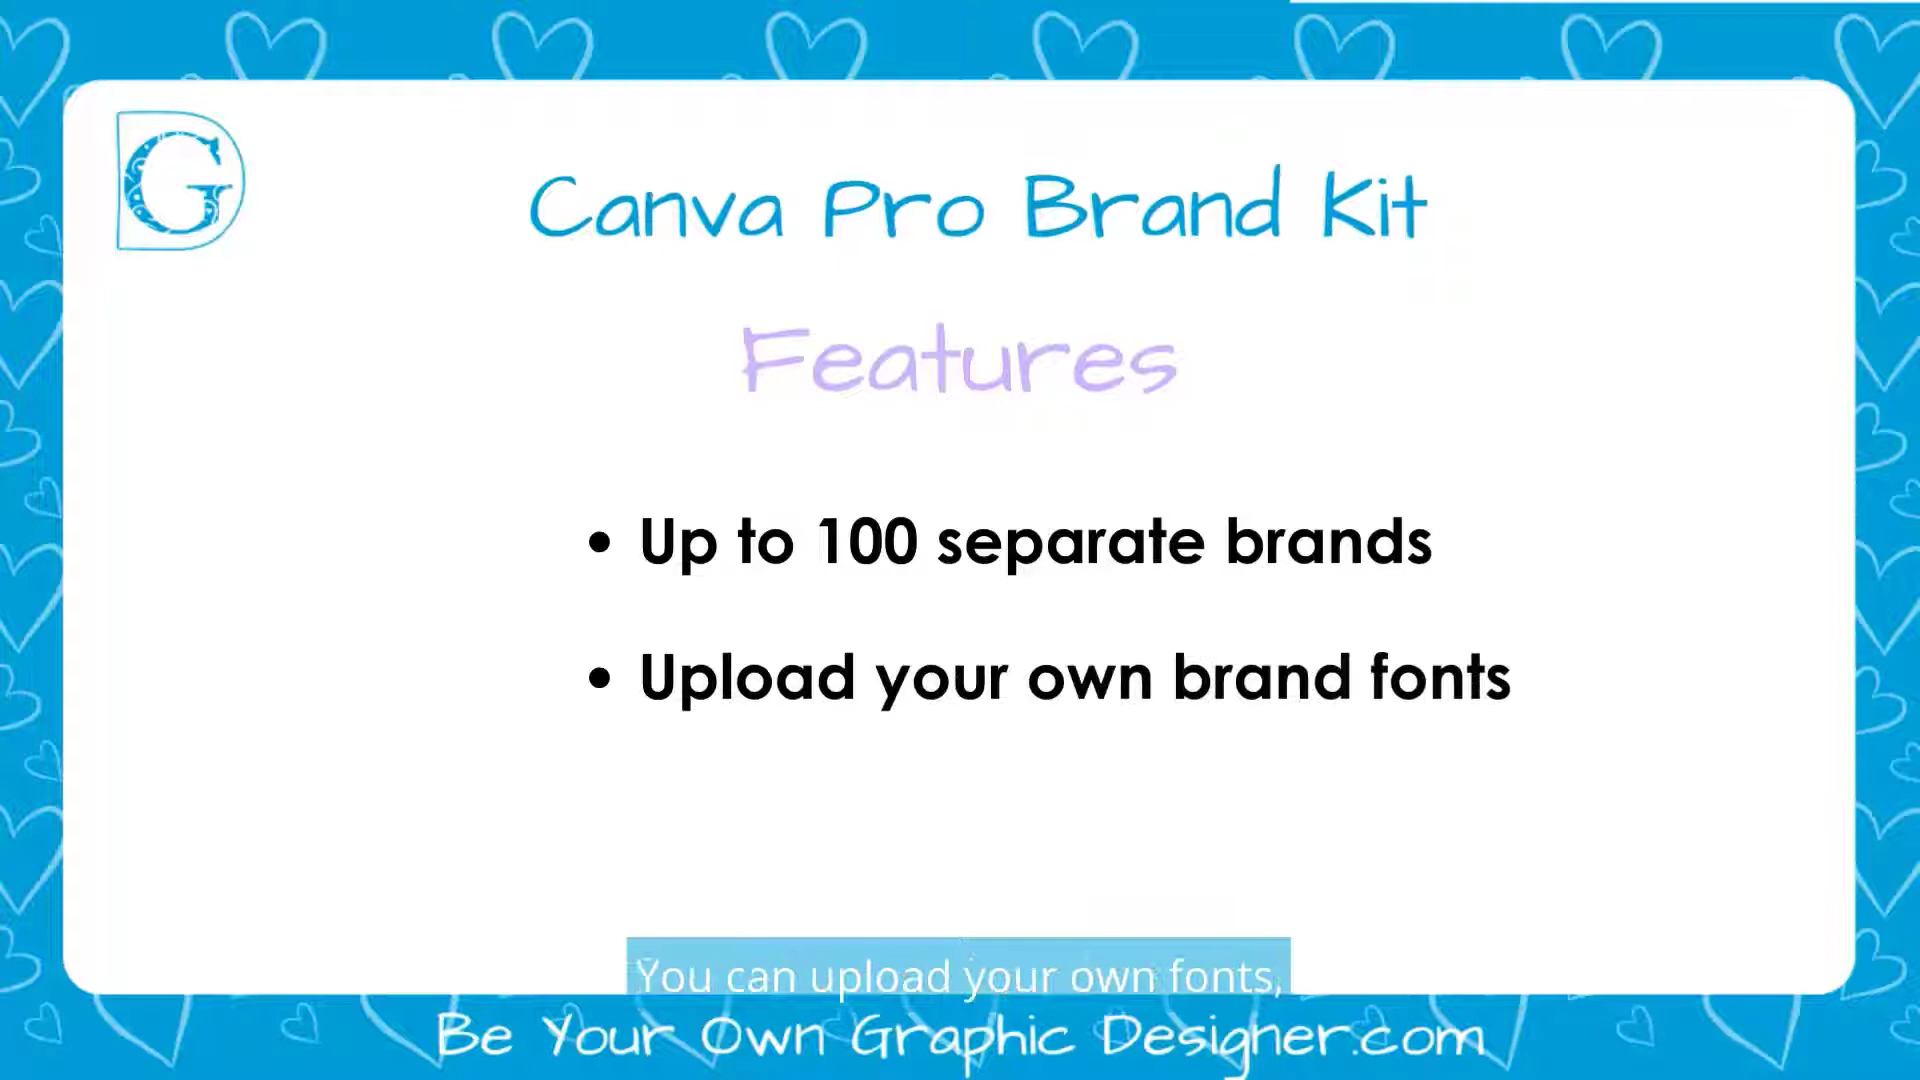 DG
Canva Pro Brand Kit
Features
• Up to 100 separate brands
• Upload your own brand fonts
You can upload your own fonts,
Be Your Own Graphic Designer.com